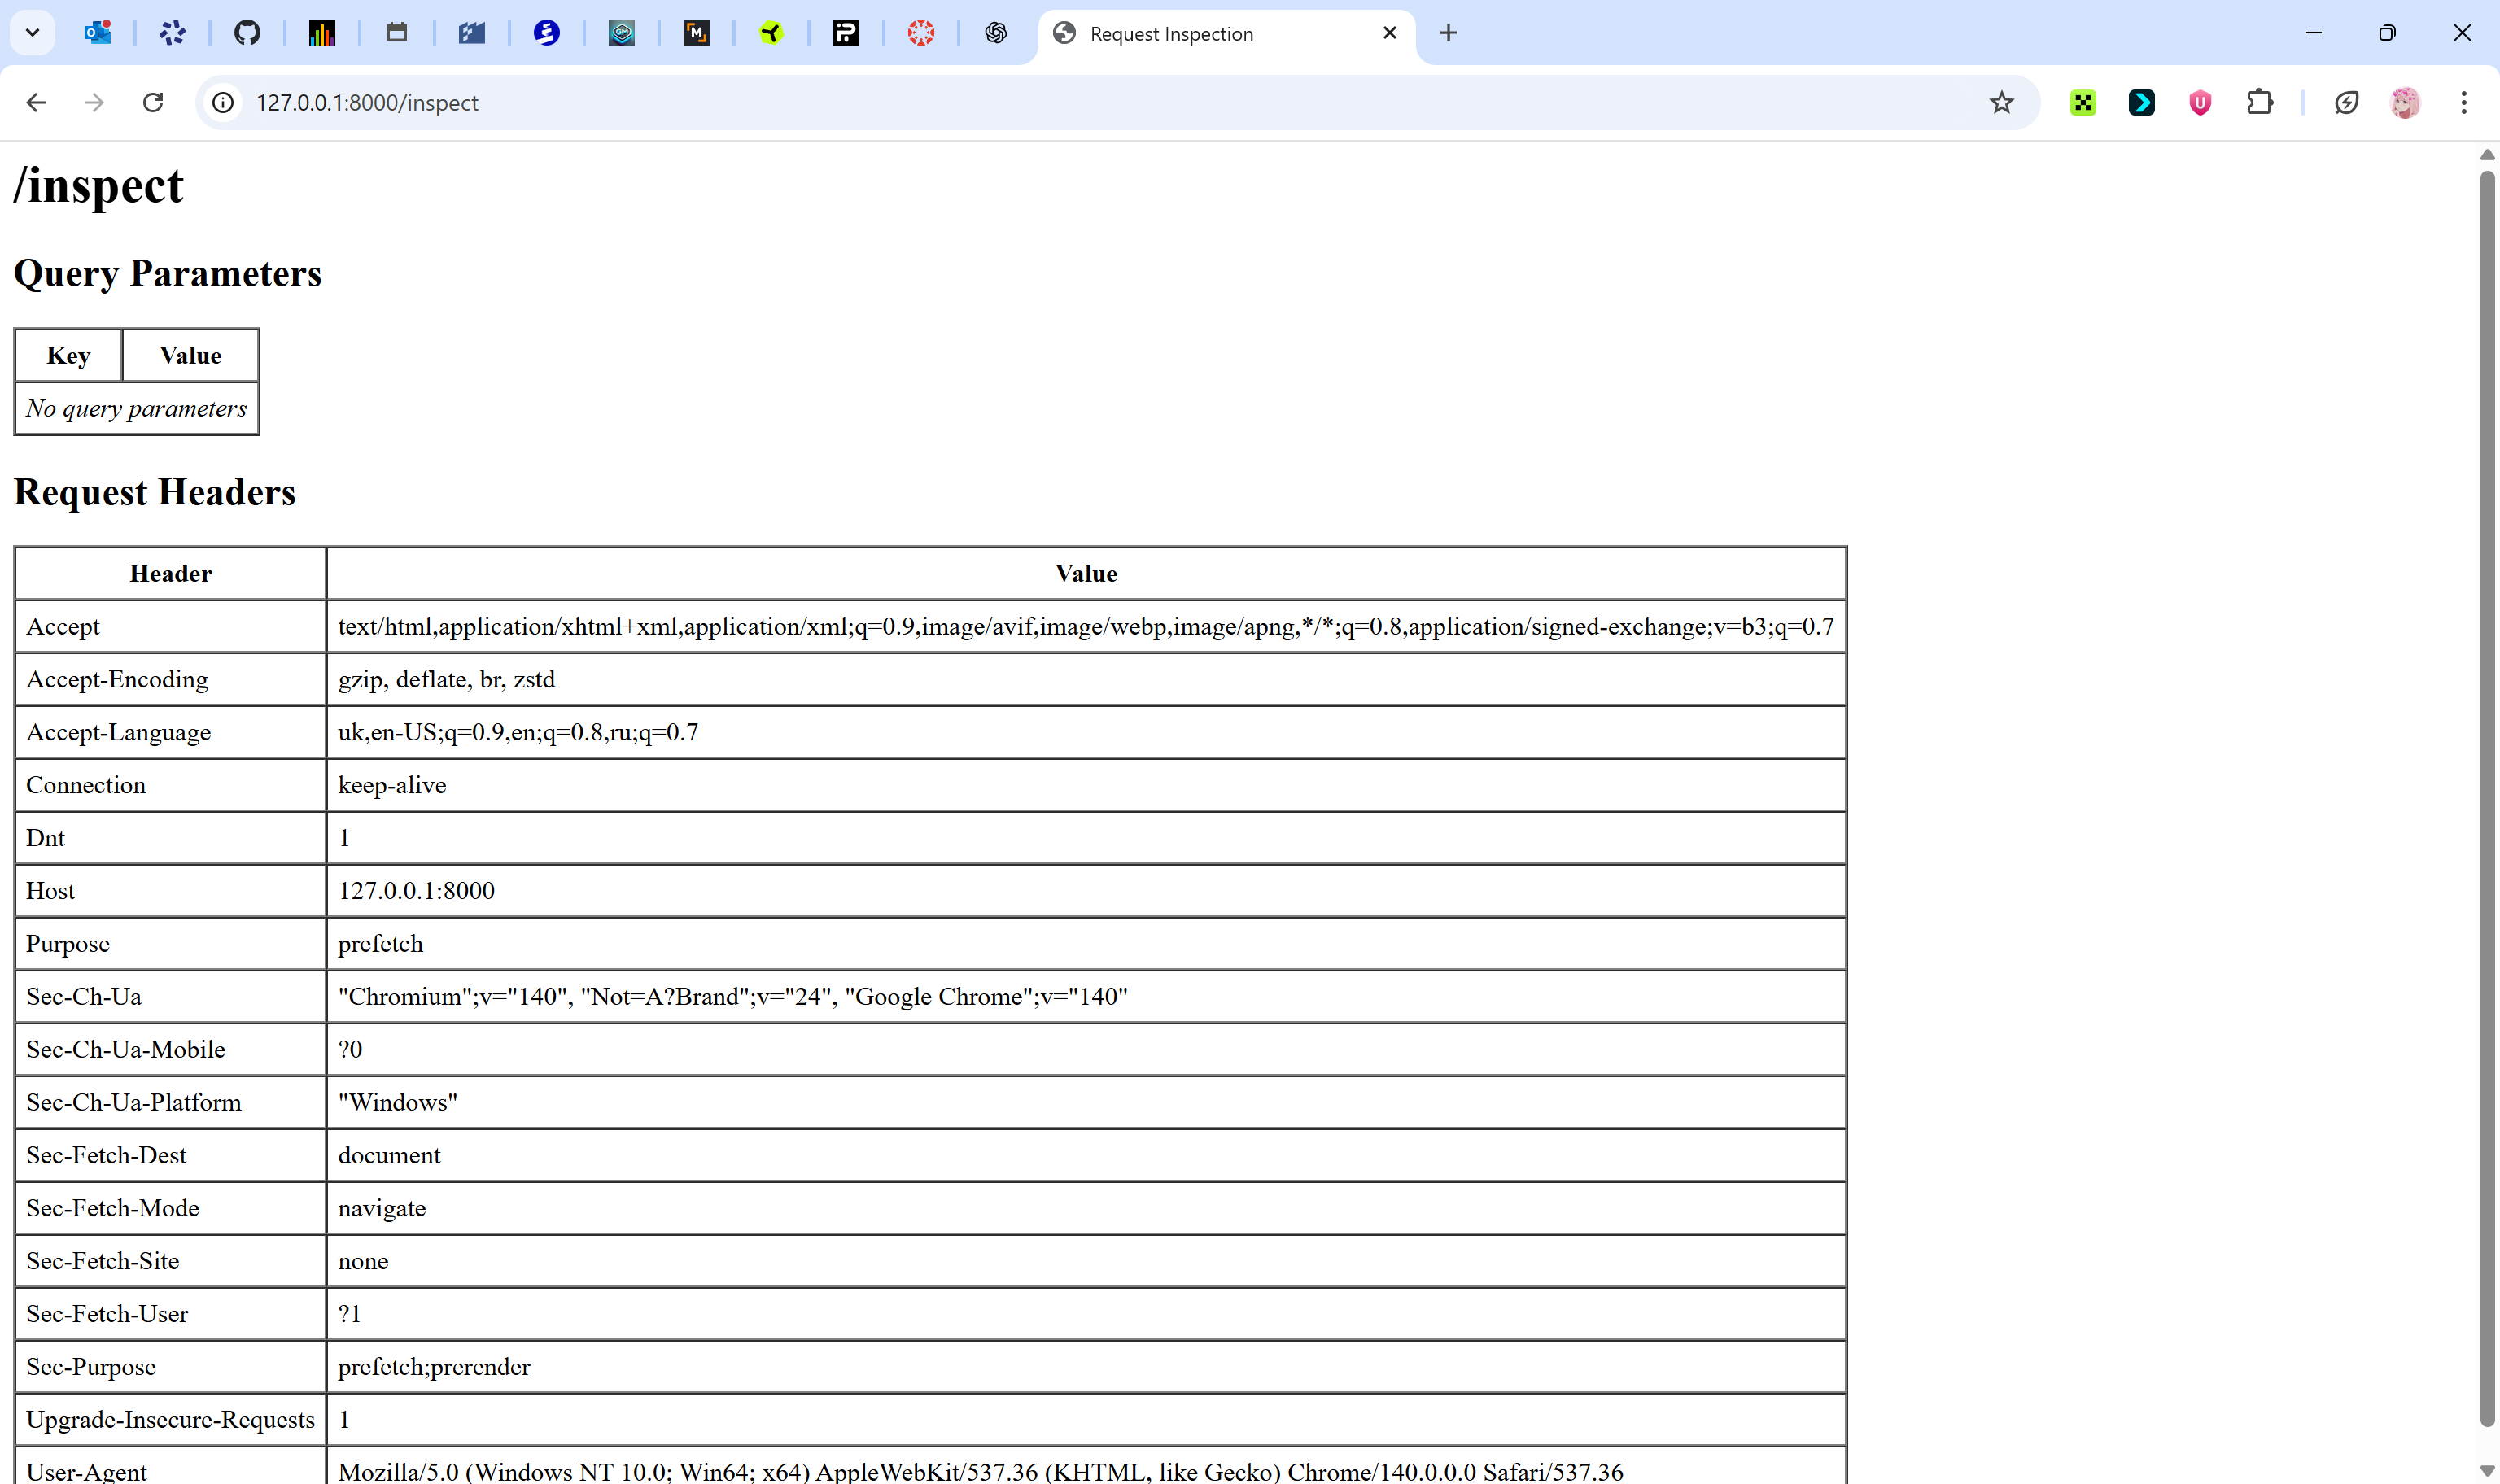 Request Inspection
127.0.0.1:8000/inspect
/inspect
Query Parameters
Key Value
No query parameters
Request Headers
Header Value
Accept text/html,application/xhtml+xml,application/xml;q=0.9,image/avif,image/webp,image/apng,*/*;q=0.8,application/signed-exchange;v=b3;q=0.7
Accept-Encoding gzip, deflate, br, zstd
Accept-Language uk,en-US;q=0.9,en;q=0.8,ru;q=0.7
Connection keep-alive
Dnt 1
Host 127.0.0.1:8000
Purpose prefetch
Sec-Ch-Ua "Chromium";v="140", "Not=A?Brand";v="24", "Google Chrome";v="140"
Sec-Ch-Ua-Mobile ?0
Sec-Ch-Ua-Platform "Windows"
Sec-Fetch-Dest document
Sec-Fetch-Mode navigate
Sec-Fetch-Site none
Sec-Fetch-User ?1
Sec-Purpose prefetch;prerender
Upgrade-Insecure-Requests 1
User-Agent Mozilla/5.0 (Windows NT 10.0; Win64; x64) AppleWebKit/537.36 (KHTML, like Gecko) Chrome/140.0.0.0 Safari/537.36